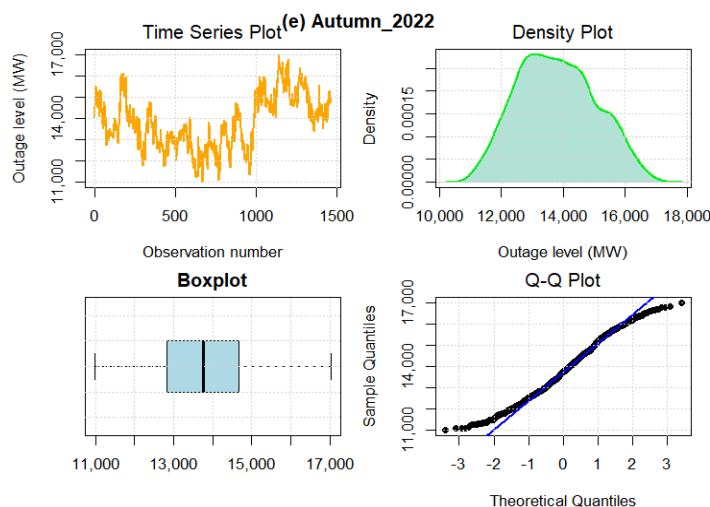 (e) Autumn_2022
Time Series Plot
Outage level (MW)
17,000
14,000
11,000
0
500
1000
1500
Observation number
Density Plot
Density
0.00015
0.00000
10,000
12,000
14,000
16,000
18,000
Outage level (MW)
Boxplot
11,000
13,000
15,000
17,000
Q-Q Plot
Sample Quantiles
17,000
14,000
11,000
-3
-2
-1
0
1
2
3
Theoretical Quantiles